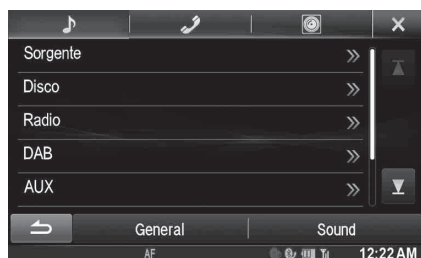 Sorgente
Disco
Radio
DAB
AUX
General Sound
AF 12:22 AM